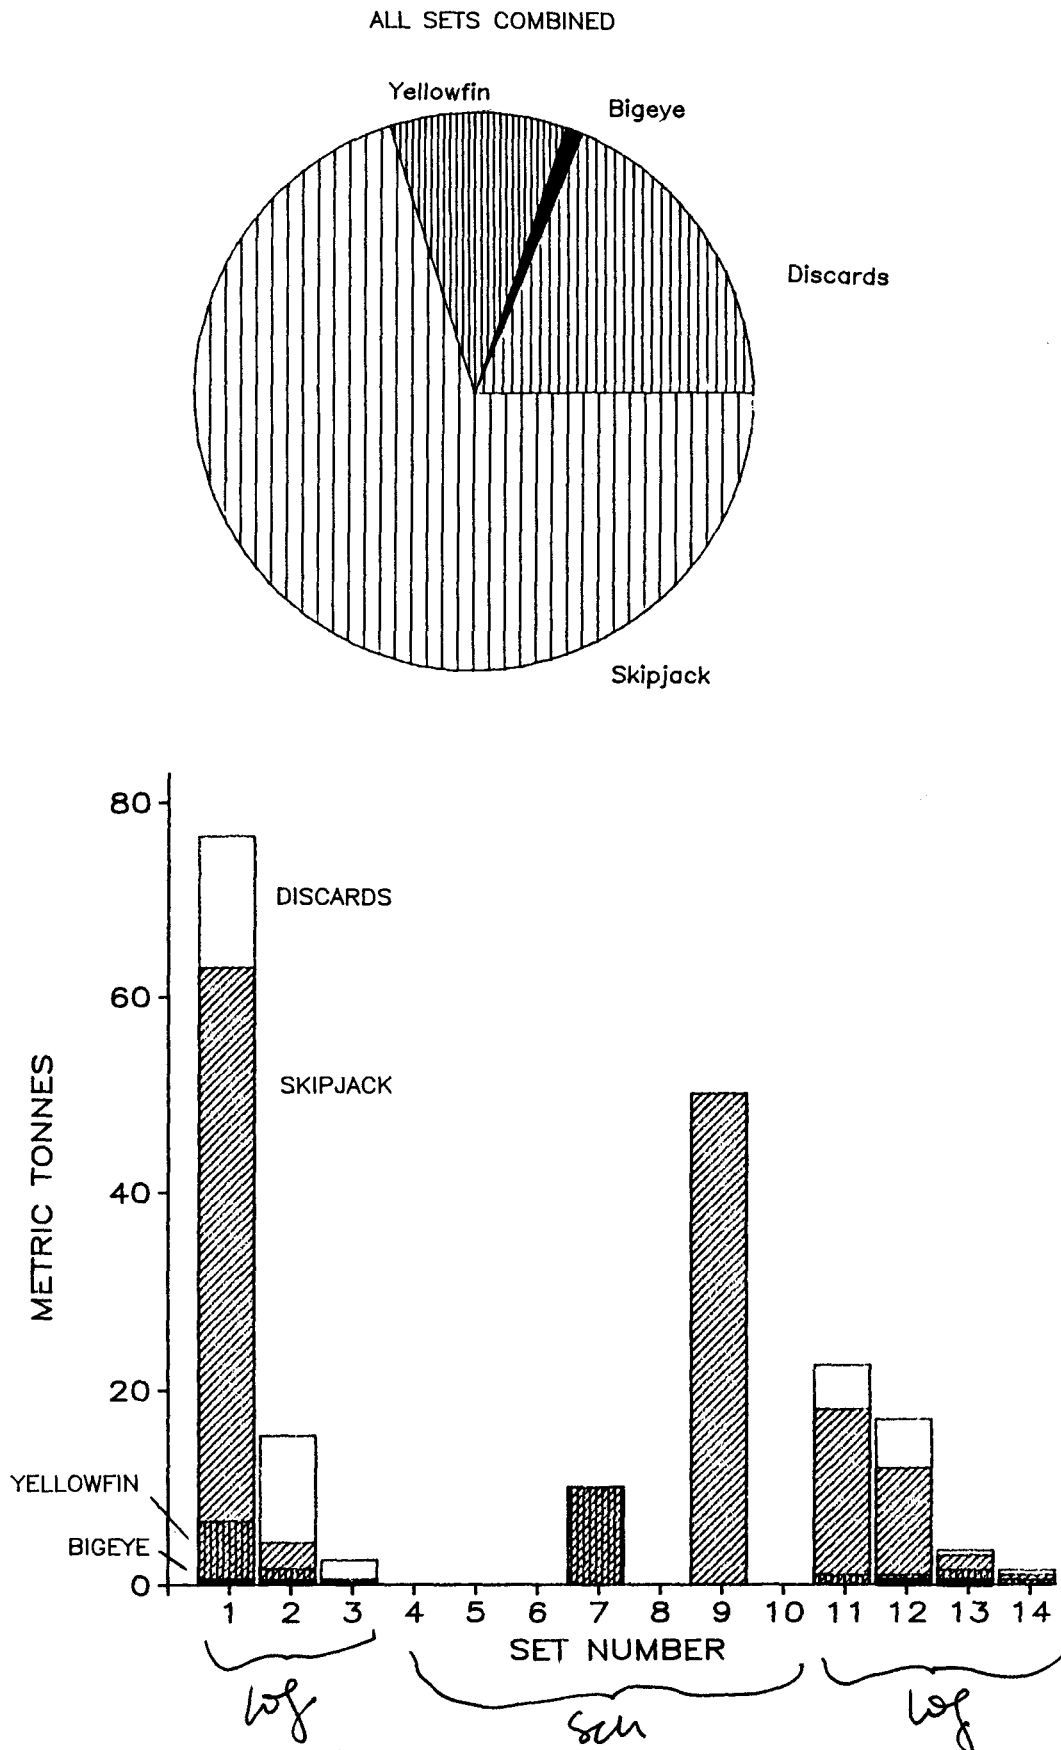 ALL SETS COMBINED
Yellowfin
Bigeye
Discards
Skipjack
80
DISCARDS
60
SKIPJACK
METRIC TONNES
40
20
YELLOWFIN
BIGEYE
0
1 2 3 4 5 6 7 8 9 10 11 12 13 14
SET NUMBER
Log Sch Log